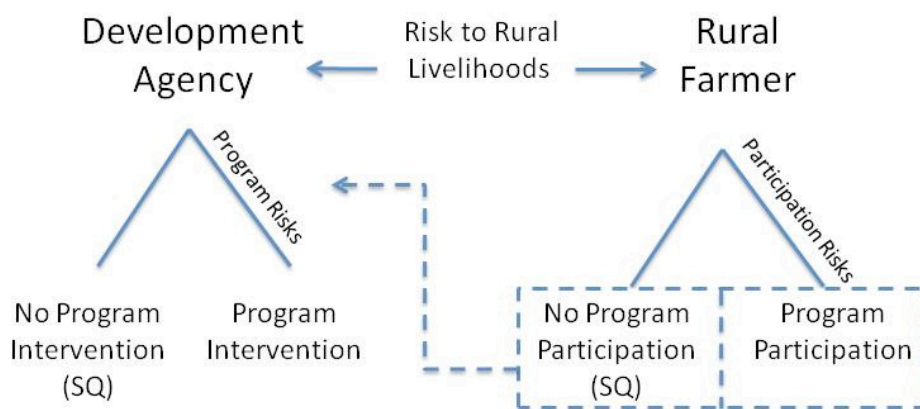 Development
Agency
Risk to Rural
Livelihoods
Rural
Farmer
Program Risks
Participation Risks
No Program
Intervention
(SQ)
Program
Intervention
No Program
Participation
(SQ)
Program
Participation